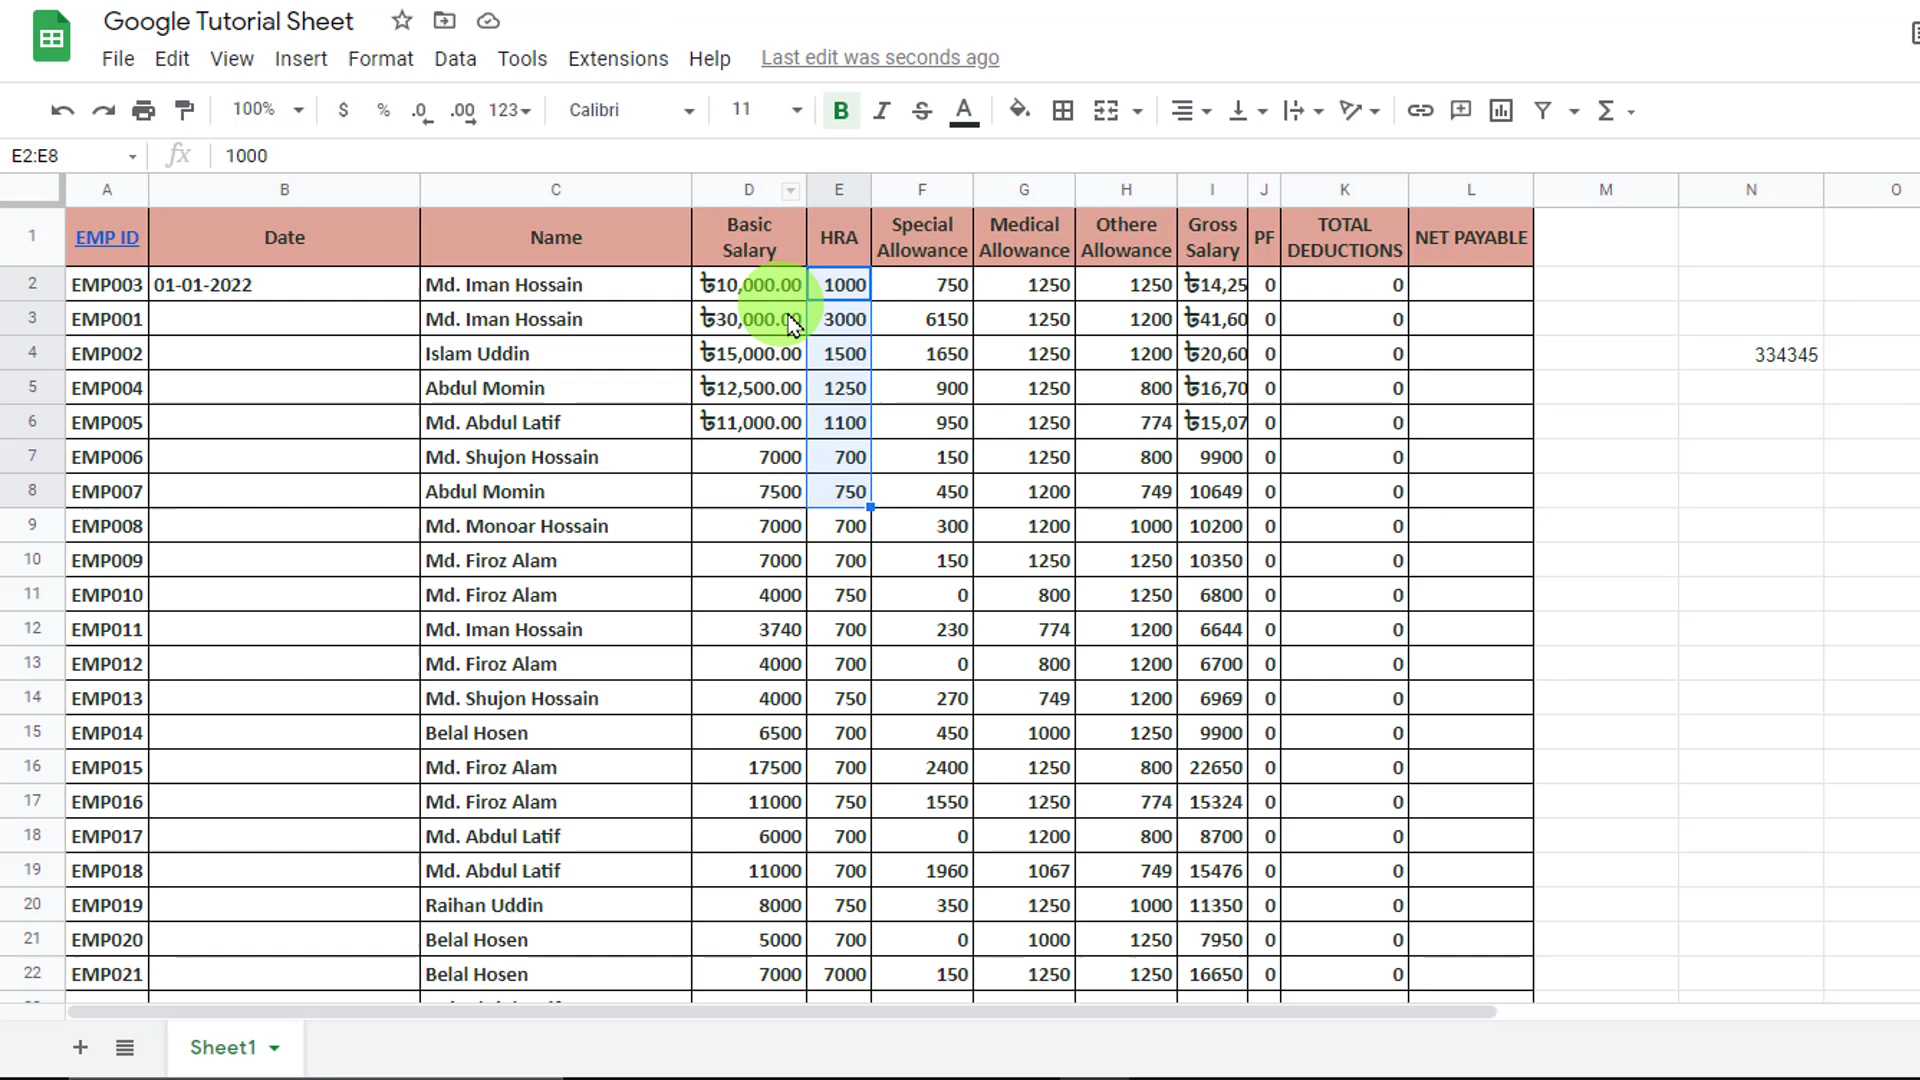 Google Tutorial Sheet
File Edit View Insert Format Data Tools Extensions Help Last edit was seconds ago
100% $ % .0 .00 123 Calibri 11 B I S A Σ
E2:E8 fx 1000
A B C D E F G H I J K L M N O
1 EMP ID Date Name Basic Salary HRA Special Allowance Medical Allowance Othere Allowance Gross Salary PF TOTAL DEDUCTIONS NET PAYABLE
2 EMP003 01-01-2022 Md. Iman Hossain ৳10,000.00 1000 750 1250 1250 ৳14,25 0 0
3 EMP001 Md. Iman Hossain ৳30,000.00 3000 6150 1250 1200 ৳41,60 0 0
4 EMP002 Islam Uddin ৳15,000.00 1500 1650 1250 1200 ৳20,60 0 0 334345
5 EMP004 Abdul Momin ৳12,500.00 1250 900 1250 800 ৳16,70 0 0
6 EMP005 Md. Abdul Latif ৳11,000.00 1100 950 1250 774 ৳15,07 0 0
7 EMP006 Md. Shujon Hossain 7000 700 150 1250 800 9900 0 0
8 EMP007 Abdul Momin 7500 750 450 1200 749 10649 0 0
9 EMP008 Md. Monoar Hossain 7000 700 300 1200 1000 10200 0 0
10 EMP009 Md. Firoz Alam 7000 700 150 1250 1250 10350 0 0
11 EMP010 Md. Firoz Alam 4000 750 0 800 1250 6800 0 0
12 EMP011 Md. Iman Hossain 3740 700 230 774 1200 6644 0 0
13 EMP012 Md. Firoz Alam 4000 700 0 800 1200 6700 0 0
14 EMP013 Md. Shujon Hossain 4000 750 270 749 1200 6969 0 0
15 EMP014 Belal Hosen 6500 700 450 1000 1250 9900 0 0
16 EMP015 Md. Firoz Alam 17500 700 2400 1250 800 22650 0 0
17 EMP016 Md. Firoz Alam 11000 750 1550 1250 774 15324 0 0
18 EMP017 Md. Abdul Latif 6000 700 0 1200 800 8700 0 0
19 EMP018 Md. Abdul Latif 11000 700 1960 1067 749 15476 0 0
20 EMP019 Raihan Uddin 8000 750 350 1250 1000 11350 0 0
21 EMP020 Belal Hosen 5000 700 0 1000 1250 7950 0 0
22 EMP021 Belal Hosen 7000 7000 150 1250 1250 16650 0 0
Sheet1